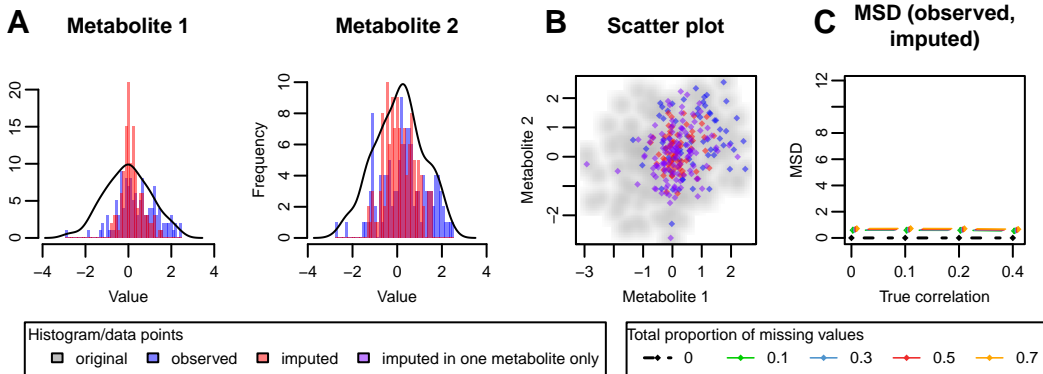 A
Metabolite 1
Metabolite 2
B
Scatter plot
C
MSD (observed,
imputed)
20
15
10
5
0
−4
−2
0
2
4
Value
Frequency
10
8
6
4
2
0
−4
−2
0
2
4
Value
Metabolite 2
2
0
−2
−3
−1
0
1
2
Metabolite 1
MSD
12
8
6
4
2
0
0
0.1
0.2
0.4
True correlation
Histogram/data points
original observed imputed imputed in one metabolite only
Total proportion of missing values
0 0.1 0.3 0.5 0.7